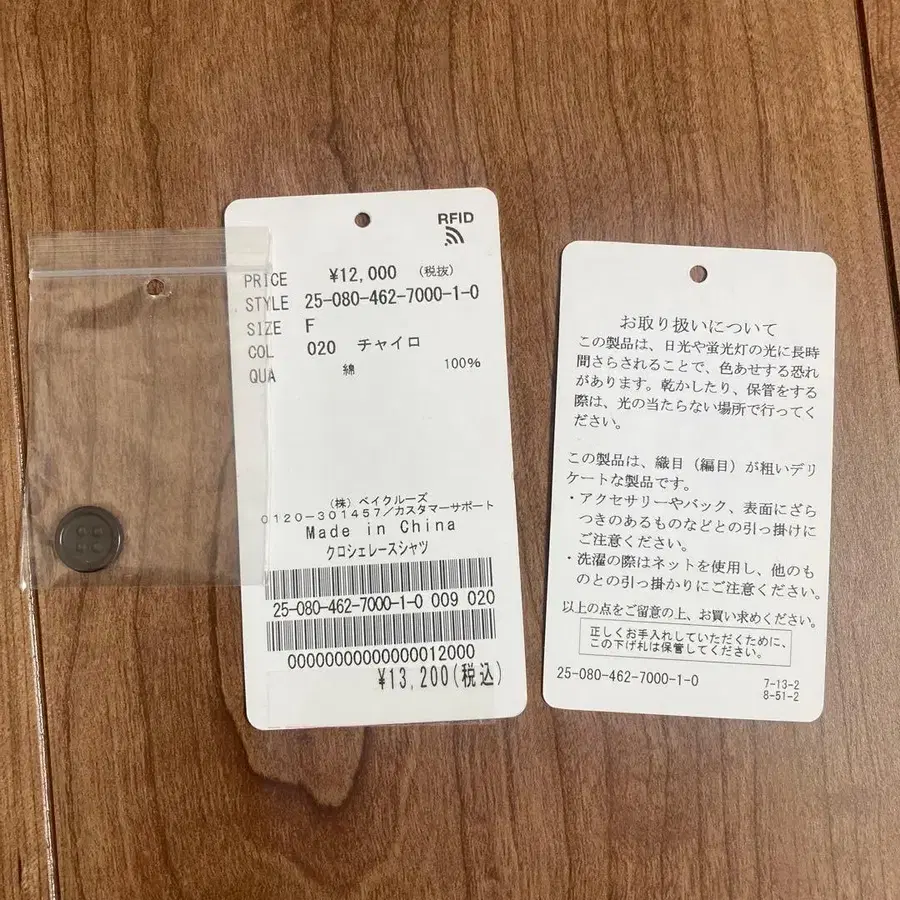 RFID
PRICE ¥12,000 (税抜)
STYLE 25-080-462-7000-1-0
SIZE F
COL 020 チャイロ
QUA 綿 100%
(株) ベイクルーズ
0120-301457/カスタマーサポート
Made in China
クロシェレースシャツ
25-080-462-7000-1-0 009 020
00000000000000012000
¥13,200(税込)
お取り扱いについて
この製品は、日光や蛍光灯の光に長時
間さらされることで、色あせする恐れ
があります。乾かしたり、保管をする
際は、光の当たらない場所で行ってく
ださい。
この製品は、織目(編目)が粗いデリ
ケートな製品です。
・アクセサリーやバック、表面にざら
つきのあるものなどとの引っ掛けに
ご注意ください。
・洗濯の際はネットを使用し、他のも
のとの引っ掛かりにご注意ください。
以上の点をご留意の上、お買い求めください。
正しくお手入れしていただくために、
この下げ札は保管してください。
25-080-462-7000-1-0
7-13-2
8-51-2